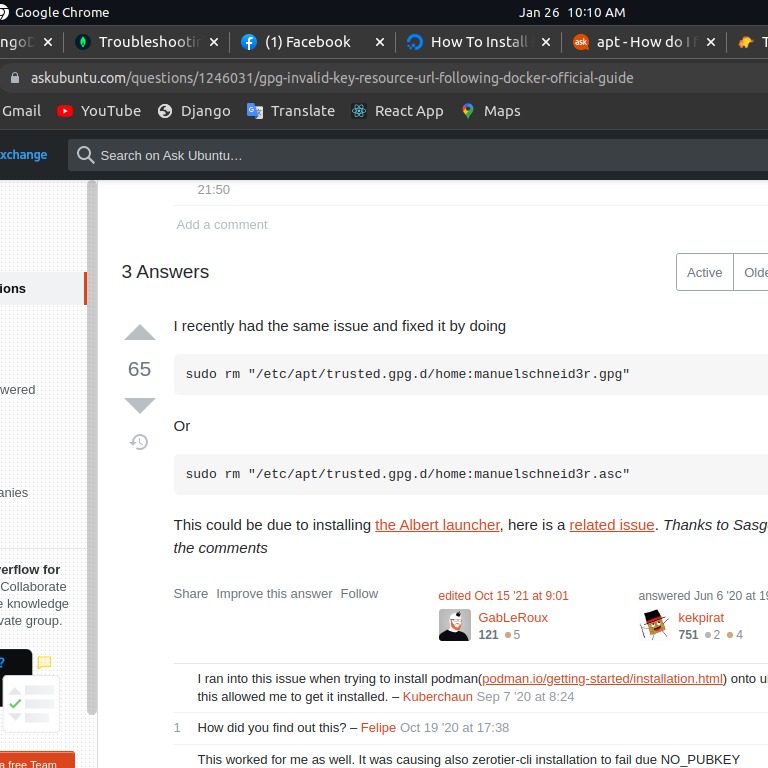 Google Chrome
Jan 26 10:10 AM
ngoD
Troubleshooti
(1) Facebook
How To Install
apt - How do I f
askubuntu.com/questions/1246031/gpg-invalid-key-resource-url-following-docker-official-guide
Gmail
YouTube
Django
Translate
React App
Maps
xchange
Search on Ask Ubuntu…
21:50
Add a comment
3 Answers
Active
Olde
ions
I recently had the same issue and fixed it by doing
65
sudo rm "/etc/apt/trusted.gpg.d/home:manuelschneid3r.gpg"
wered
Or
sudo rm "/etc/apt/trusted.gpg.d/home:manuelschneid3r.asc"
anies
This could be due to installing the Albert launcher, here is a related issue. Thanks to Sasg
the comments
verflow for
Collaborate
e knowledge
vate group.
Share Improve this answer Follow
edited Oct 15 '21 at 9:01
GabLeRoux
121 5
answered Jun 6 '20 at 19
kekpirat
751 2 4
?
I ran into this issue when trying to install podman(podman.io/getting-started/installation.html) onto u
this allowed me to get it installed. – Kuberchaun Sep 7 '20 at 8:24
1 How did you find out this? – Felipe Oct 19 '20 at 17:38
This worked for me as well. It was causing also zerotier-cli installation to fail due NO_PUBKEY
a free Team